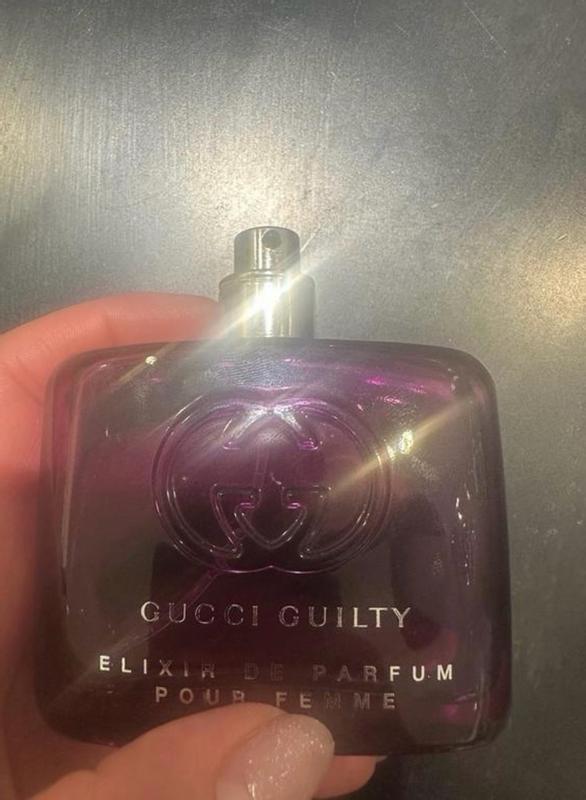 GUCCI GUILTY
ELIXIR DE PARFUM
POUR FEMME